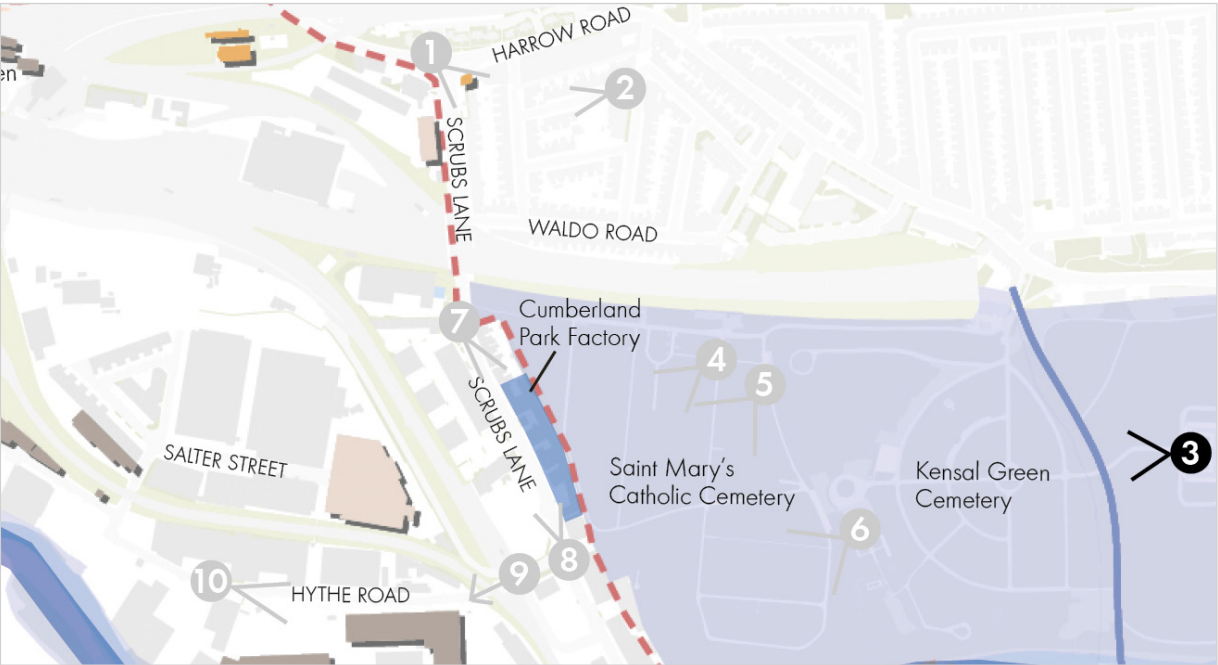 1
HARROW ROAD
2
en
SCRUBS LANE
WALDO ROAD
7
Cumberland
Park Factory
4
5
SCRUBS LANE
3
SALTER STREET
Saint Mary's
Catholic Cemetery
Kensal Green
Cemetery
6
8
9
10
HYTHE ROAD